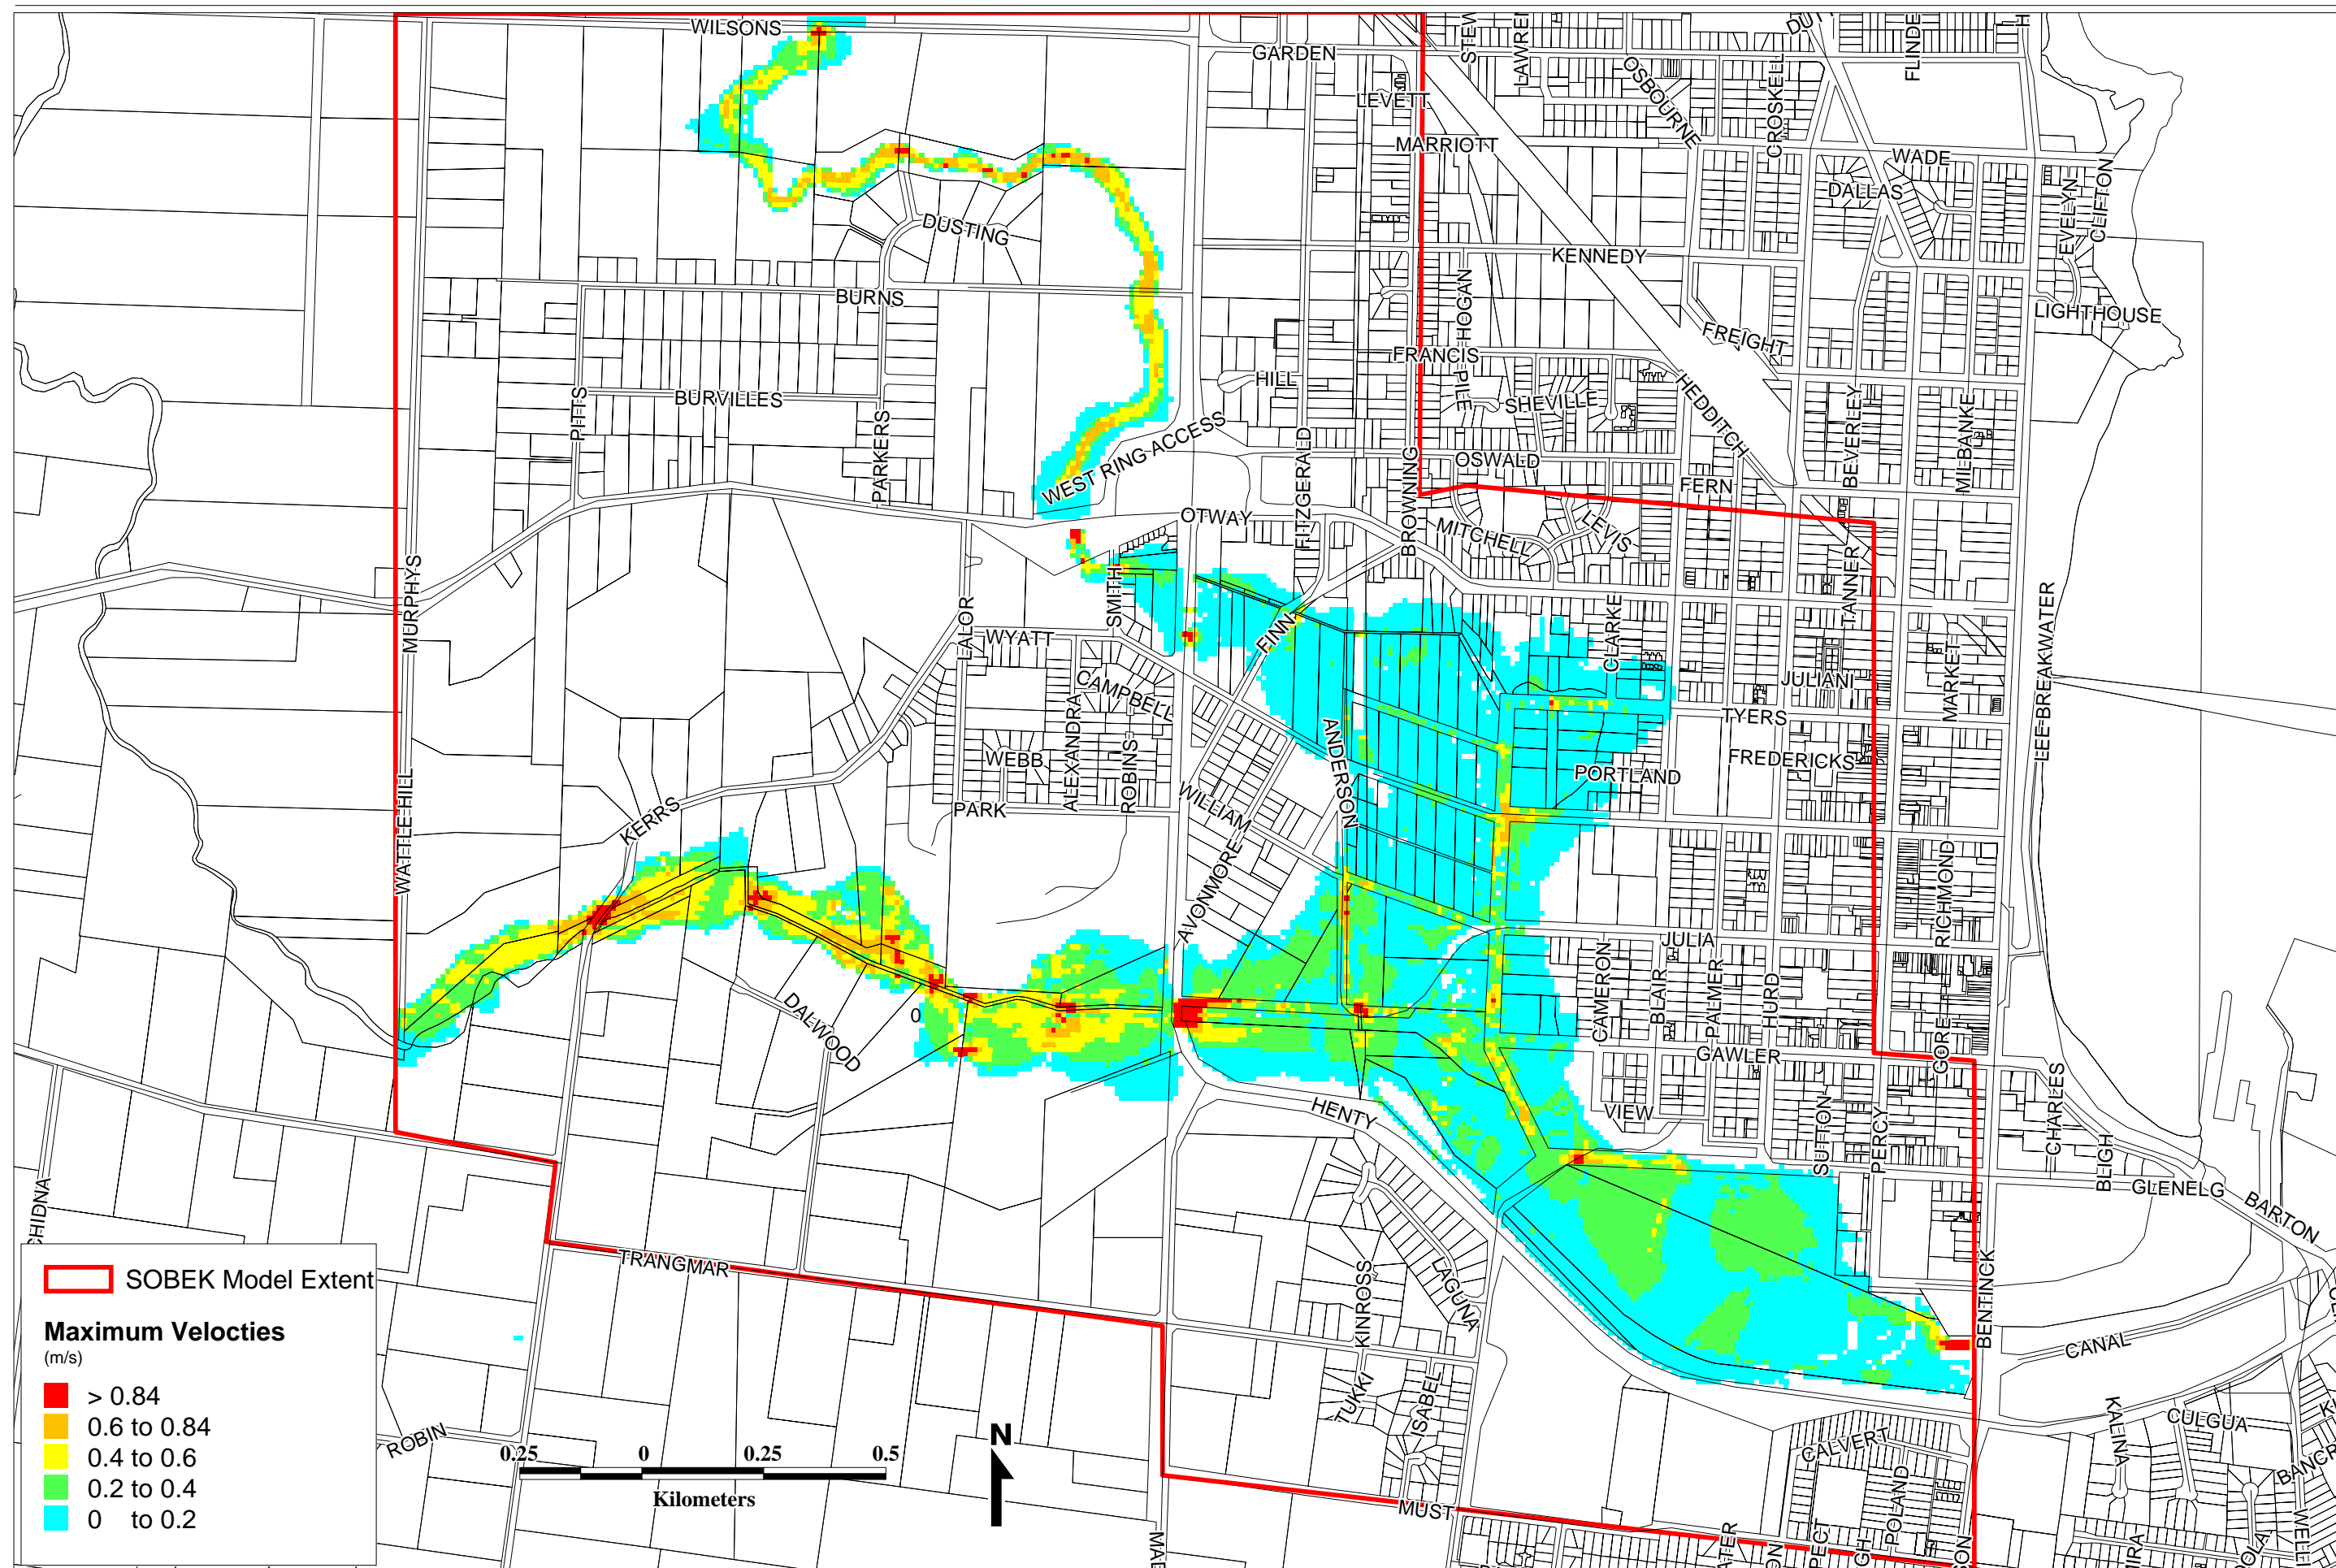 WILSONS
GARDEN
LAWREN
FLINDE
OSBOURNE
CROSKELL
LEVETT
MARRIOTT
WADE
DALLAS
EVELYN
CLIFTON
DUSTING
KENNEDY
BURNS
HOGAN
LIGHTHOUSE
FREIGHT
FRANCIS
HILL
PILE
SHEVILLE
HEDDITCH
PITTS
BURVILLES
PARKERS
WEST RING ACCESS
FITZGERALD
BROWNING
OSWALD
FERN
BEVERLEY
MILBANKE
OTWAY
MITCHELL
LEVIS
TANNER
MURPHYS
LALOR
SMITH
WYATT
FINN
CLARKE
LEE BREAKWATER
CAMPBELL
JULIANI
MARKET
TYERS
ALEXANDRA
ROBINS
WEBB
ANDERSON
FREDERICKS
PORTLAND
WATTLE HILL
KERRS
PARK
WILLIAM
AVONMORE
RICHMOND
JULIA
CAMERON
BLAIR
PALMER
HURD
DALWOOD
0
GAWLER
GORE
HENTY
VIEW
SUTTON
PERCY
CHARLES
BLIGH
GLENELG
BARTON
CHIDNA
TRANGMAR
KINROSS
LAGUNA
BENTINCK
CANAL
TUKKI
ISABEL
ROBIN
CALVERT
POLAND
KALINA
CULGUA
BANCR
MUST
SOBEK Model Extent
Maximum Velocties
(m/s)
> 0.84
0.6 to 0.84
0.4 to 0.6
0.2 to 0.4
0 to 0.2
0.25 0 0.25 0.5
Kilometers
N